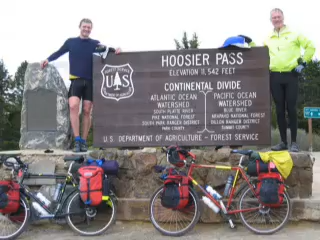 HOOSIER PASS
ELEVATION 11,542 FEET
CONTINENTAL DIVIDE
ATLANTIC OCEAN
WATERSHED
SOUTH PLATTE RIVER
PIKE NATIONAL FOREST
SOUTH PARK RANGER DISTRICT
PARK COUNTY
PACIFIC OCEAN
WATERSHED
BLUE RIVER
ARAPAHO NATIONAL FOREST
DILLON RANGER DISTRICT
SUMMIT COUNTY
FOREST SERVICE
U S
U. S. DEPARTMENT OF AGRICULTURE - FOREST SERVICE